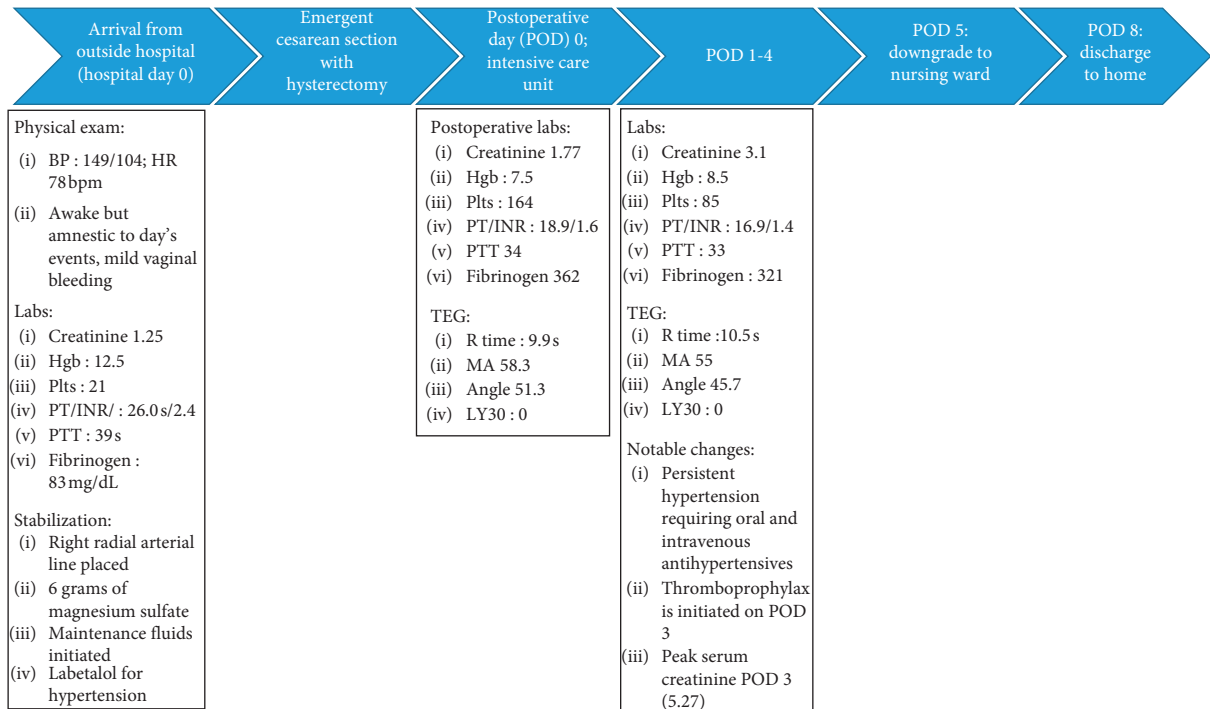 Arrival from
outside hospital
(hospital day 0)
Emergent
cesarean section
with
hysterectomy
Postoperative
day (POD) 0;
intensive care
unit
POD 1-4
POD 5:
downgrade to
nursing ward
POD 8:
discharge
to home
Physical exam:
(i) BP : 149/104; HR
78 bpm
(ii) Awake but
amnestic to day's
events, mild vaginal
bleeding
Labs:
(i) Creatinine 1.25
(ii) Hgb : 12.5
(iii) Plts : 21
(iv) PT/INR/ : 26.0 s/2.4
(v) PTT : 39 s
(vi) Fibrinogen :
83 mg/dL
Stabilization:
(i) Right radial arterial
line placed
(ii) 6 grams of
magnesium sulfate
(iii) Maintenance fluids
initiated
(iv) Labetalol for
hypertension
Postoperative labs:
(i) Creatinine 1.77
(ii) Hgb : 7.5
(iii) Plts : 164
(iv) PT/INR : 18.9/1.6
(v) PTT 34
(vi) Fibrinogen 362
TEG:
(i) R time : 9.9 s
(ii) MA 58.3
(iii) Angle 51.3
(iv) LY30 : 0
Labs:
(i) Creatinine 3.1
(ii) Hgb : 8.5
(iii) Plts : 85
(iv) PT/INR : 16.9/1.4
(v) PTT : 33
(vi) Fibrinogen : 321
TEG:
(i) R time :10.5 s
(ii) MA 55
(iii) Angle 45.7
(iv) LY30 : 0
Notable changes:
(i) Persistent
hypertension
requiring oral and
intravenous
antihypertensives
(ii) Thromboprophylax
is initiated on POD
3
(iii) Peak serum
creatinine POD 3
(5.27)